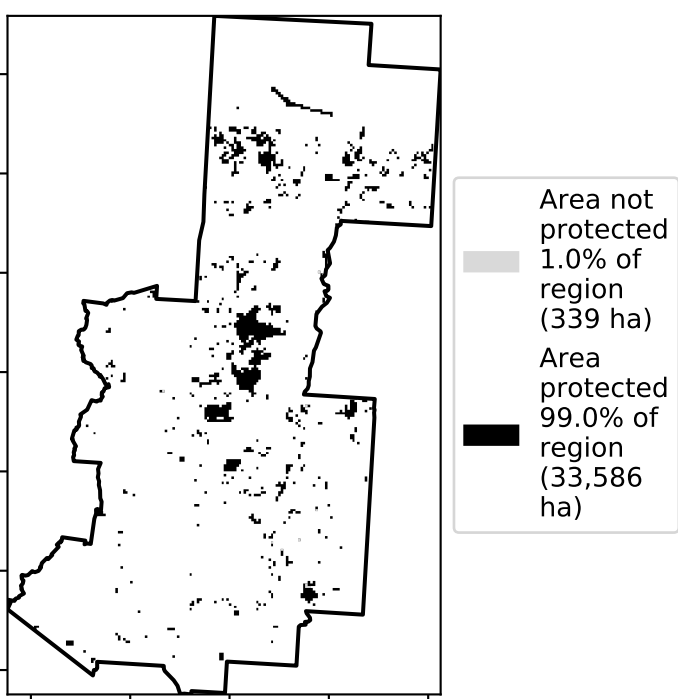 Area not
protected
1.0% of
region
(339 ha)
Area
protected
99.0% of
region
(33,586
ha)